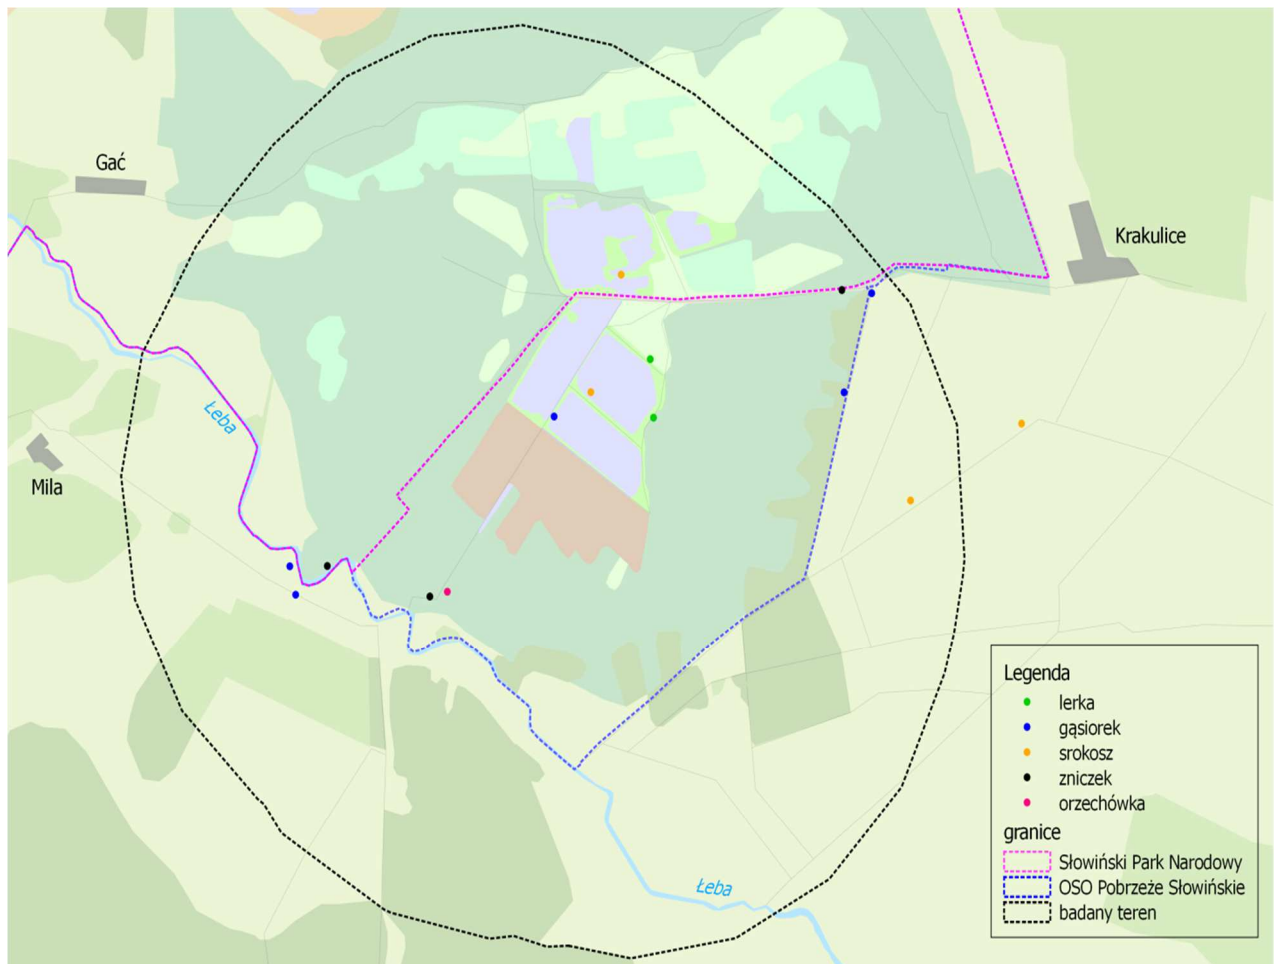 Gać
Krakulice
Łeba
Mila
Łeba
Legenda
lerka
gąsiorek
srokosz
zniczek
orzechówka
granice
Słowiński Park Narodowy
OSO Pobrzeże Słowińskie
badany teren